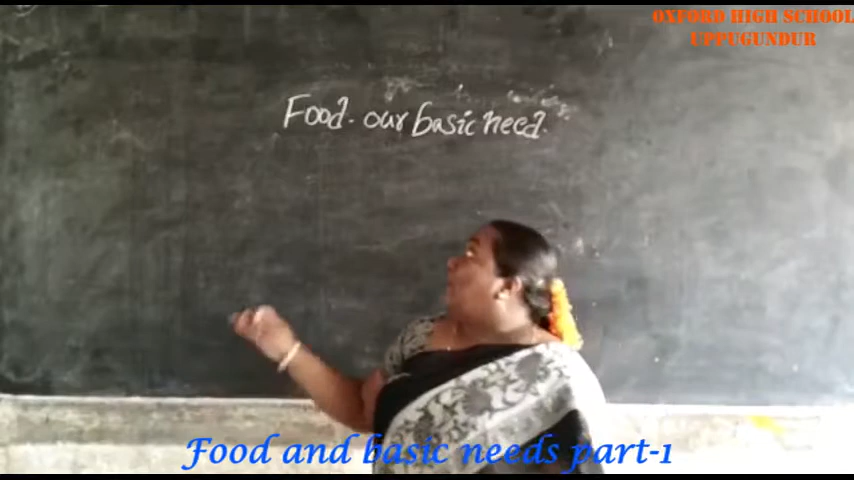 OXFORD HIGH SCHOOL
UPPUGUNDUR
Food. our basic need.
Food and basic needs part-1